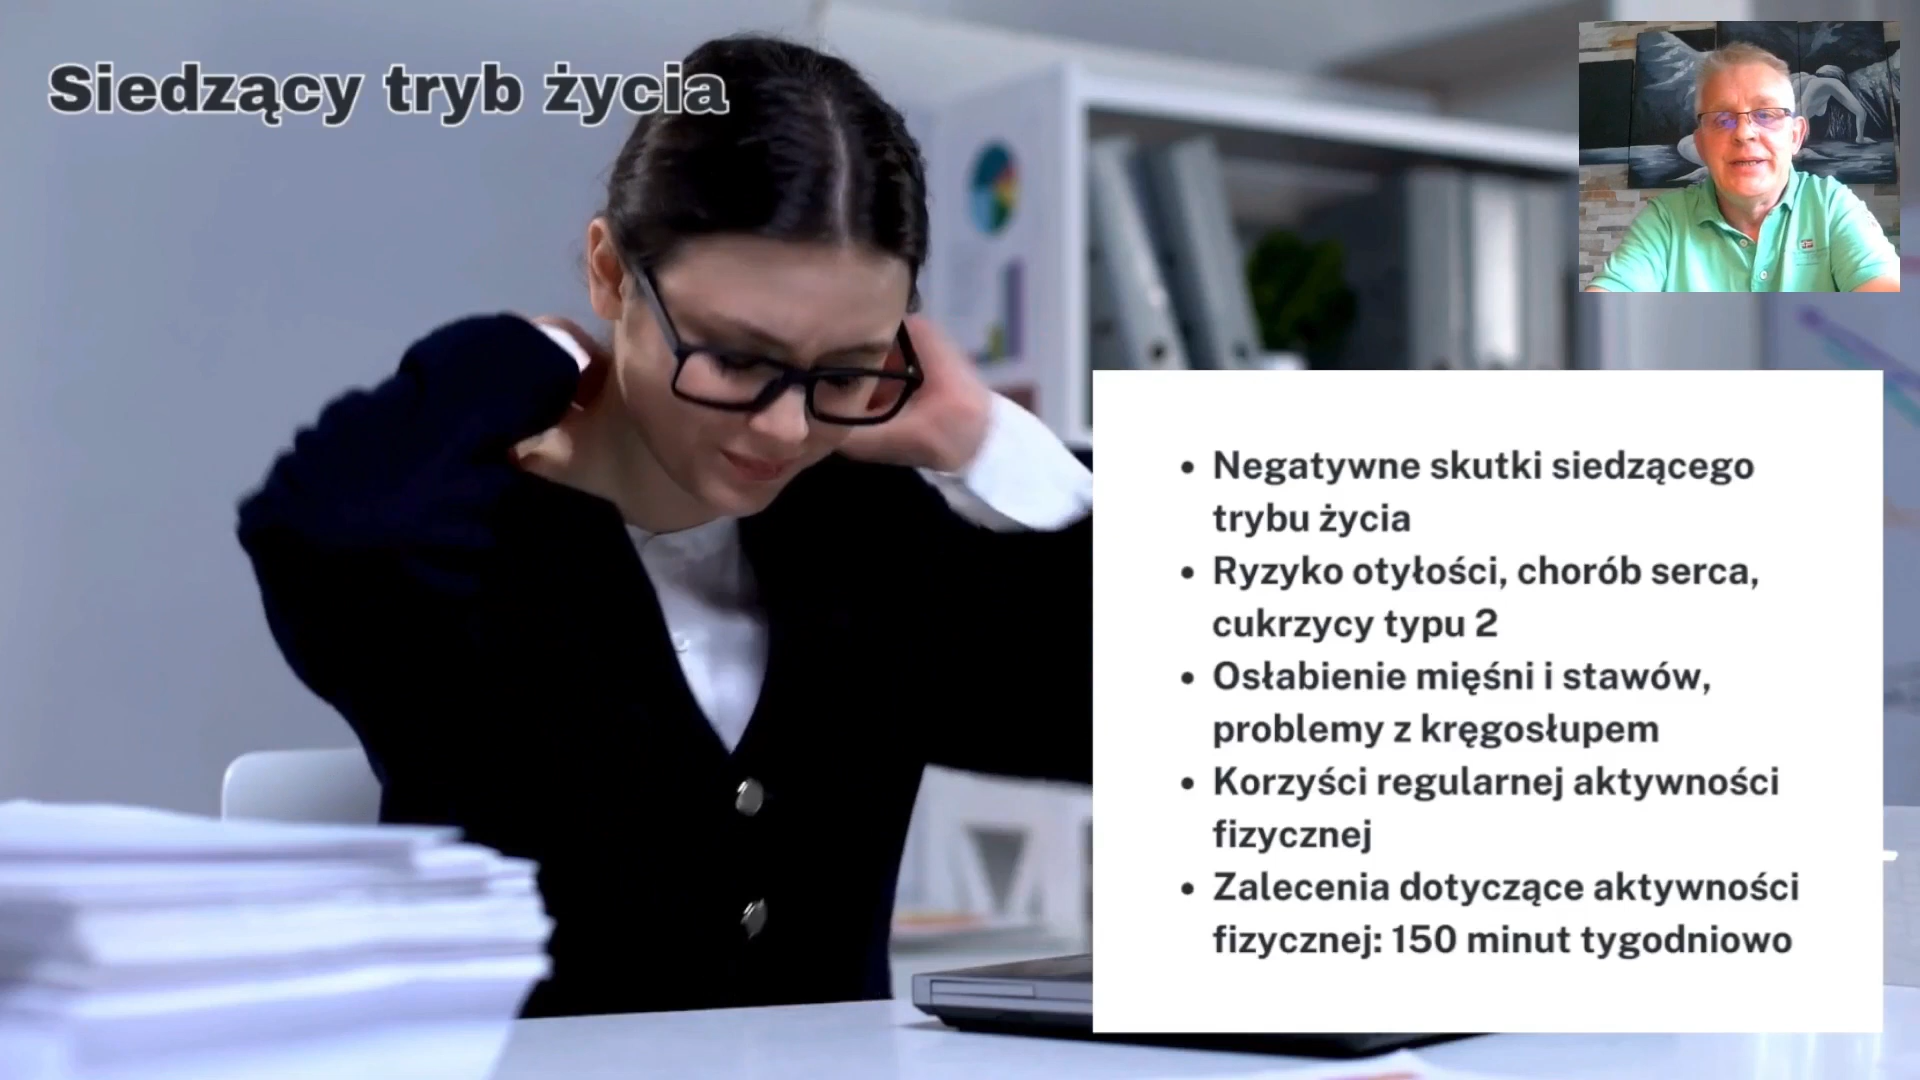 Siedzący tryb życia
• Negatywne skutki siedzącego
trybu życia
• Ryzyko otyłości, chorób serca,
cukrzycy typu 2
• Osłabienie mięśni i stawów,
problemy z kręgosłupem
• Korzyści regularnej aktywności
fizycznej
• Zalecenia dotyczące aktywności
fizycznej: 150 minut tygodniowo